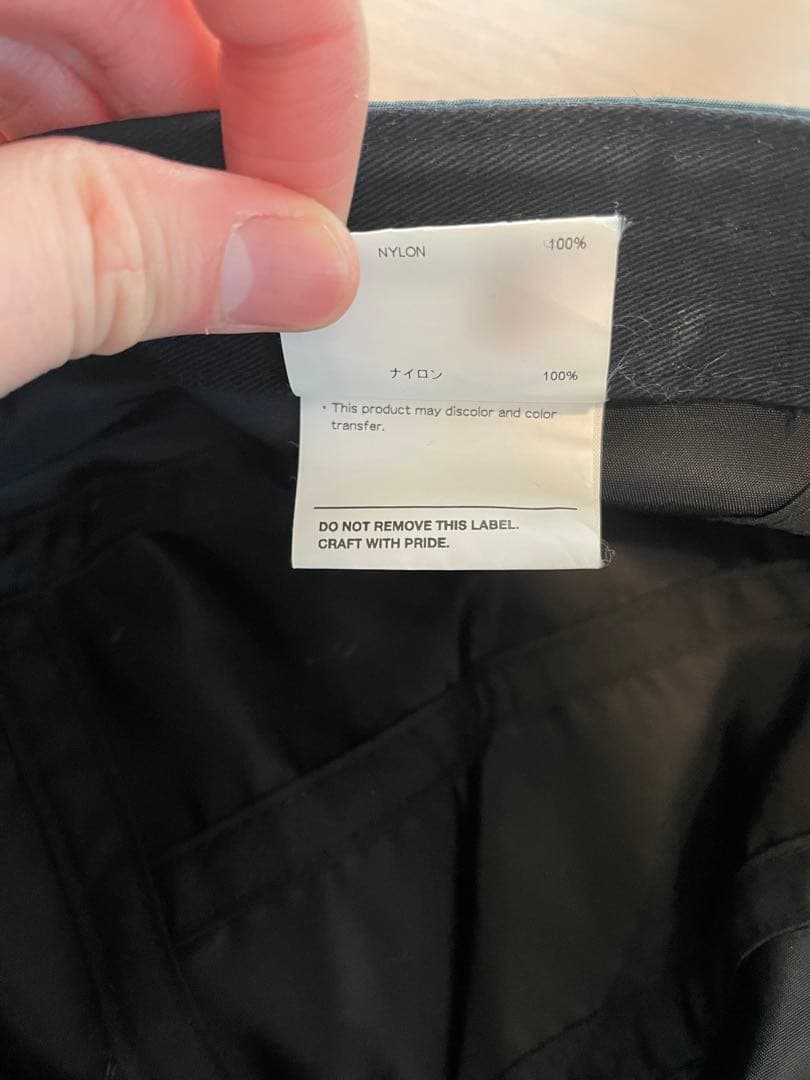 NYLON 100%
ナイロン 100%
・This product may discolor and color
transfer.
DO NOT REMOVE THIS LABEL.
CRAFT WITH PRIDE.